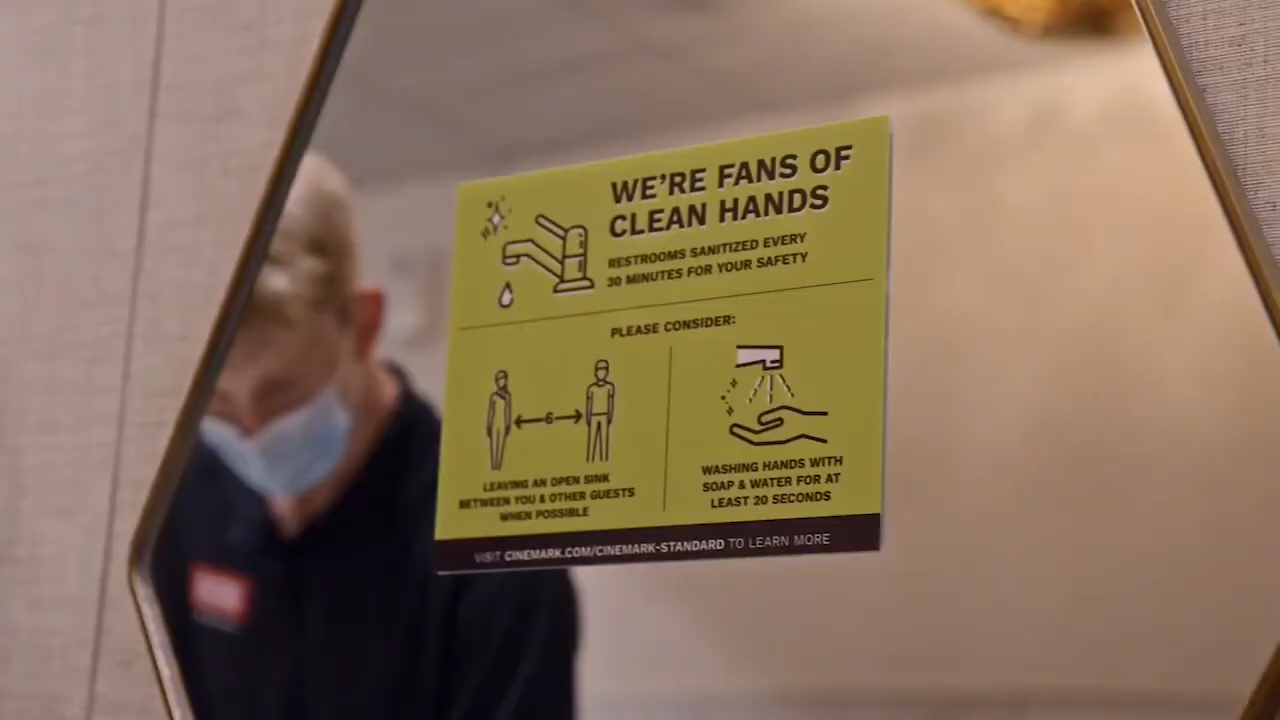 WE'RE FANS OF
CLEAN HANDS
RESTROOMS SANITIZED EVERY
30 MINUTES FOR YOUR SAFETY
PLEASE CONSIDER:
6
LEAVING AN OPEN SINK
BETWEEN YOU & OTHER GUESTS
WHEN POSSIBLE
WASHING HANDS WITH
SOAP & WATER FOR AT
LEAST 20 SECONDS
VISIT CINEMARK.COM/CINEMARK-STANDARD TO LEARN MORE